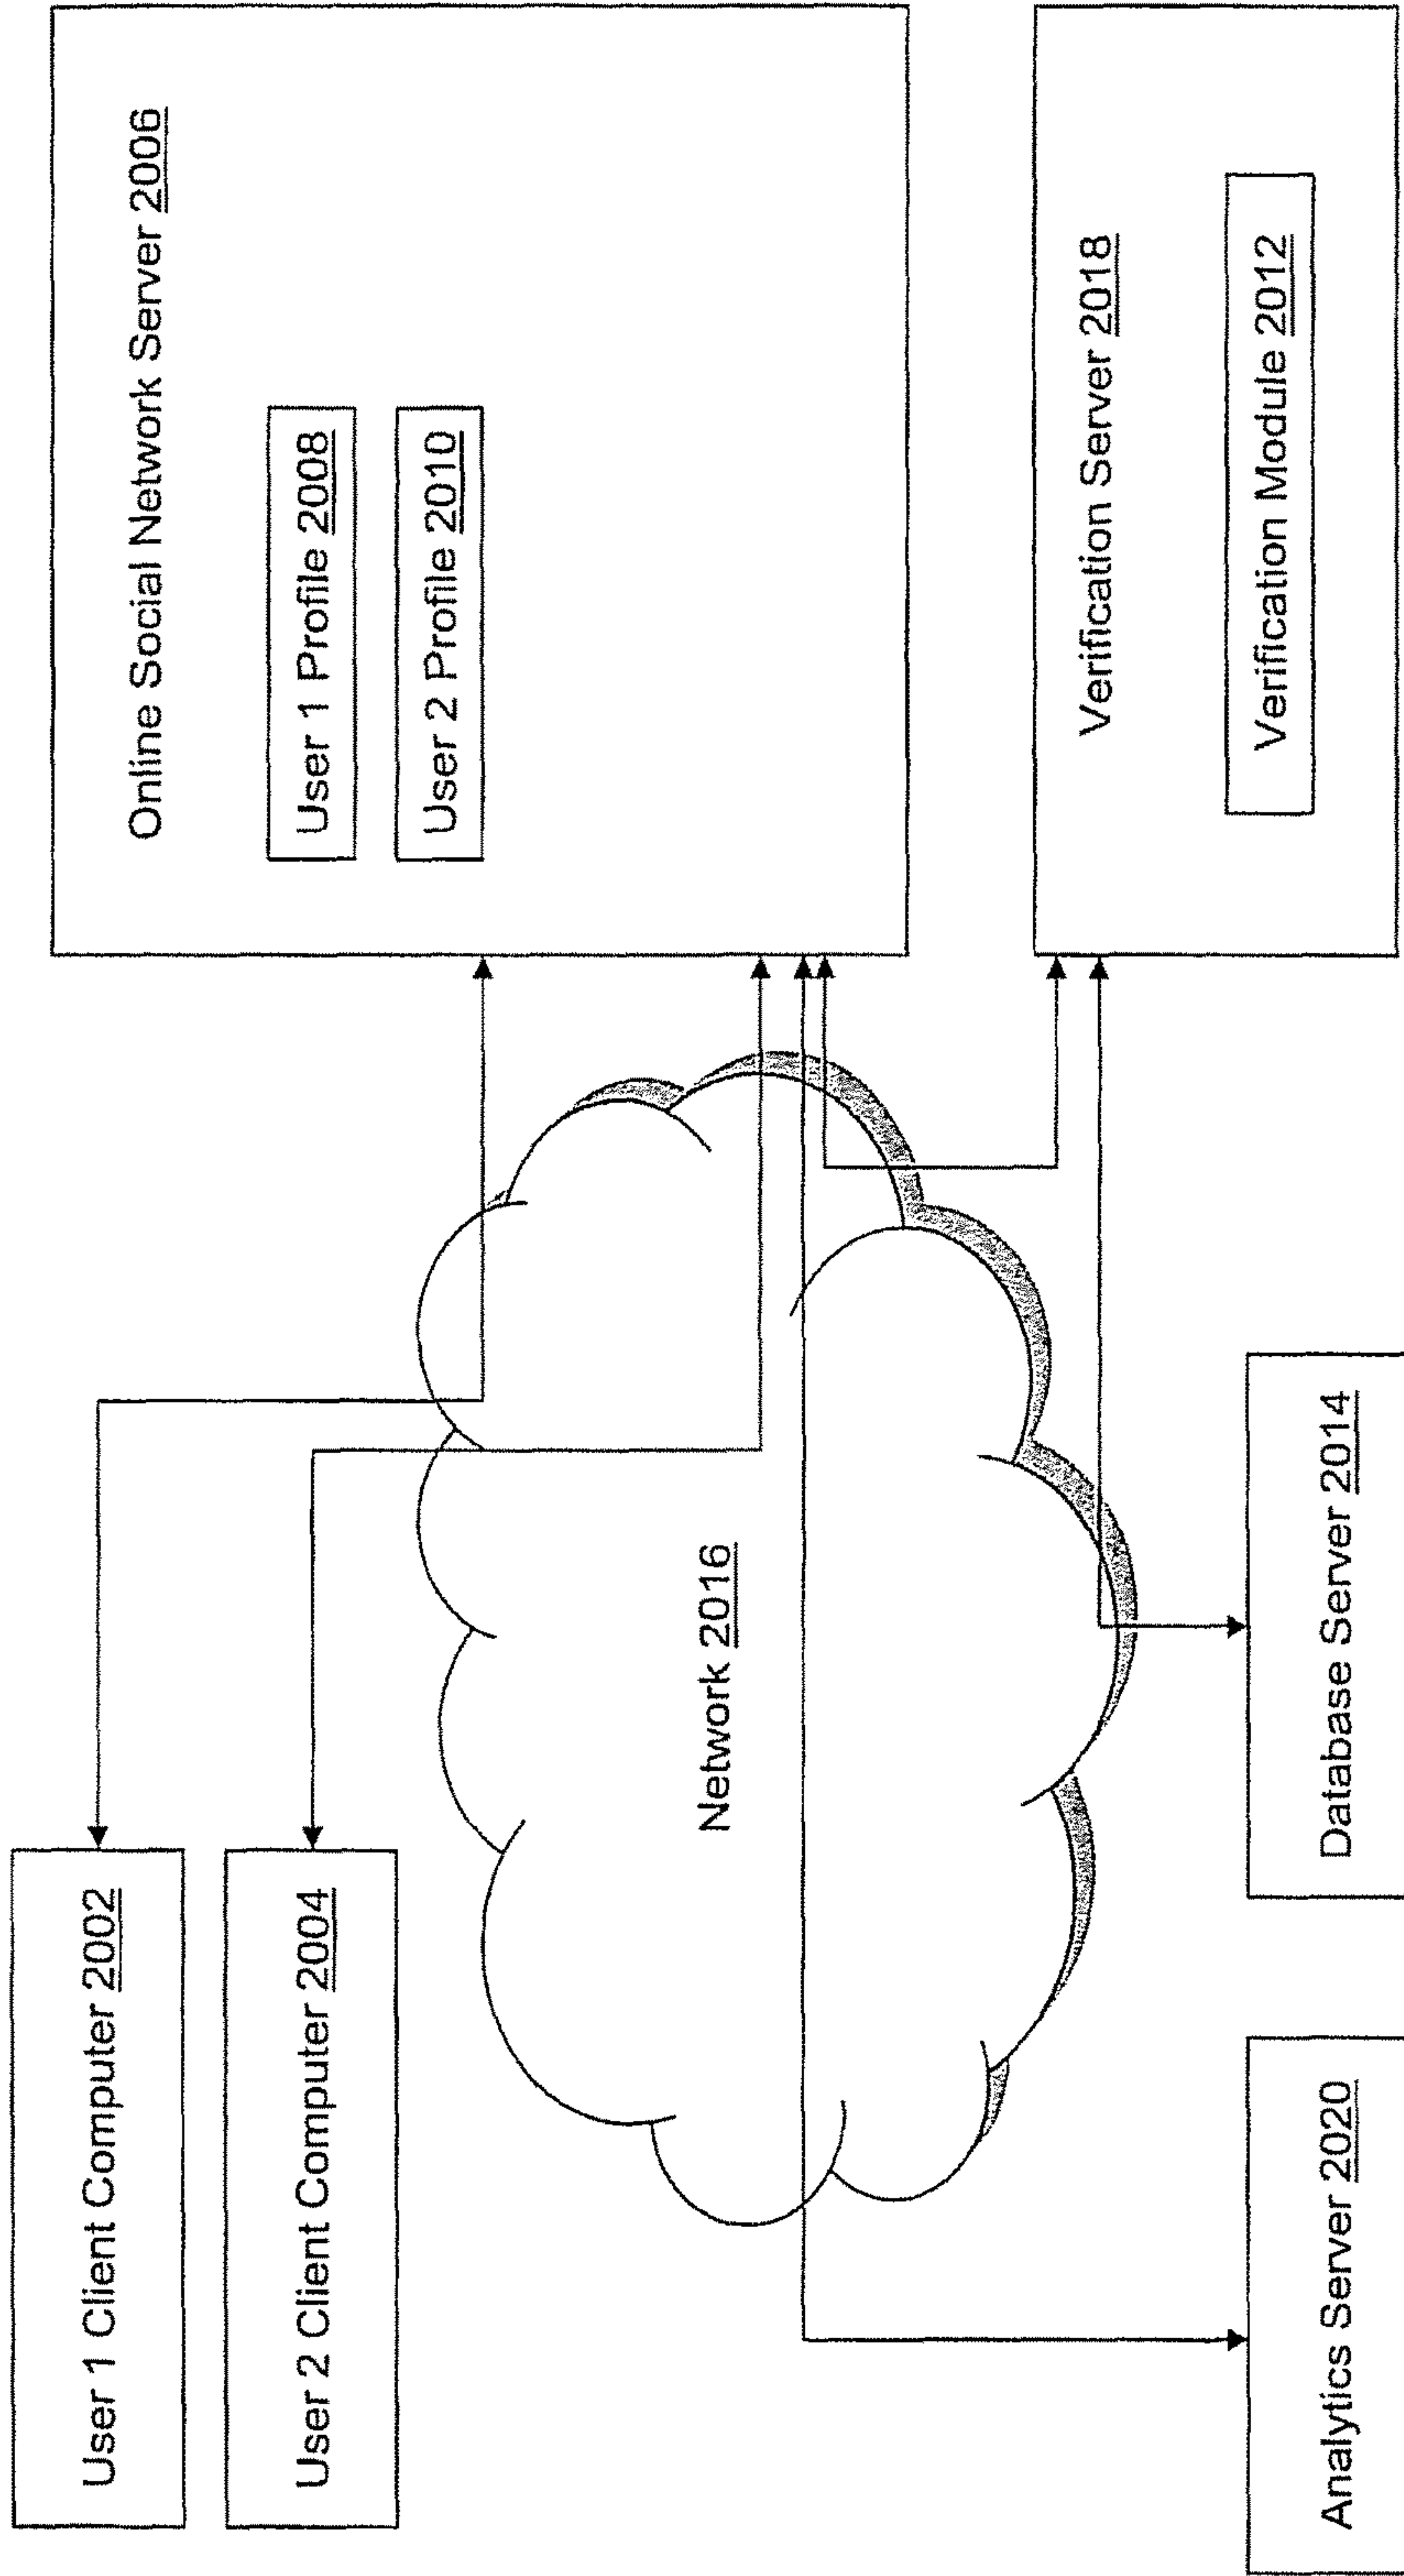 User 1 Client Computer 2002
User 2 Client Computer 2004
Online Social Network Server 2006
User 1 Profile 2008
User 2 Profile 2010
Network 2016
Verification Server 2018
Verification Module 2012
Analytics Server 2020
Database Server 2014